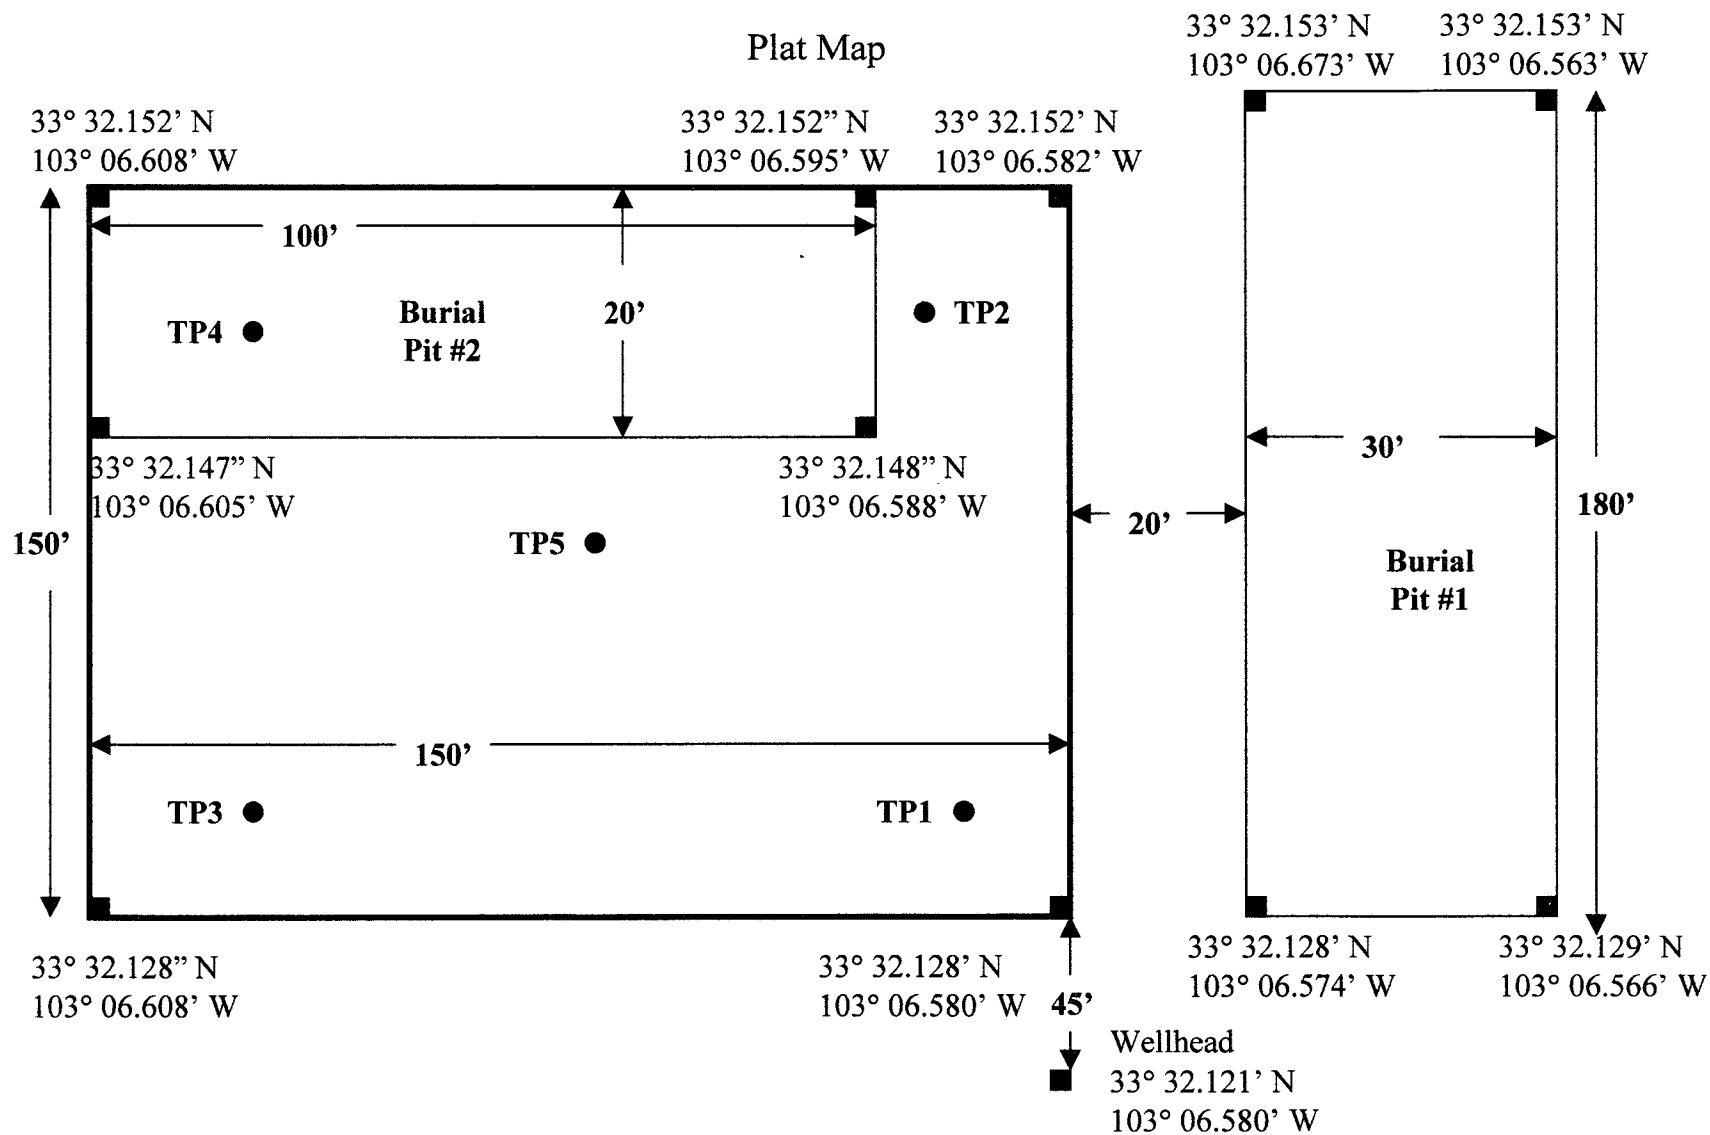 Plat Map
33° 32.153’ N
103° 06.673’ W
33° 32.153’ N
103° 06.563’ W
33° 32.152’ N
103° 06.608’ W
33° 32.152” N
103° 06.595’ W
33° 32.152’ N
103° 06.582’ W
100’
Burial
Pit #2
20’
TP4
TP2
33° 32.147” N
103° 06.605’ W
33° 32.148” N
103° 06.588’ W
30’
150’
TP5
20’
180’
Burial
Pit #1
150’
TP3
TP1
33° 32.128” N
103° 06.608’ W
33° 32.128’ N
103° 06.580’ W
45’
33° 32.128’ N
103° 06.574’ W
33° 32.129’ N
103° 06.566’ W
Wellhead
33° 32.121’ N
103° 06.580’ W